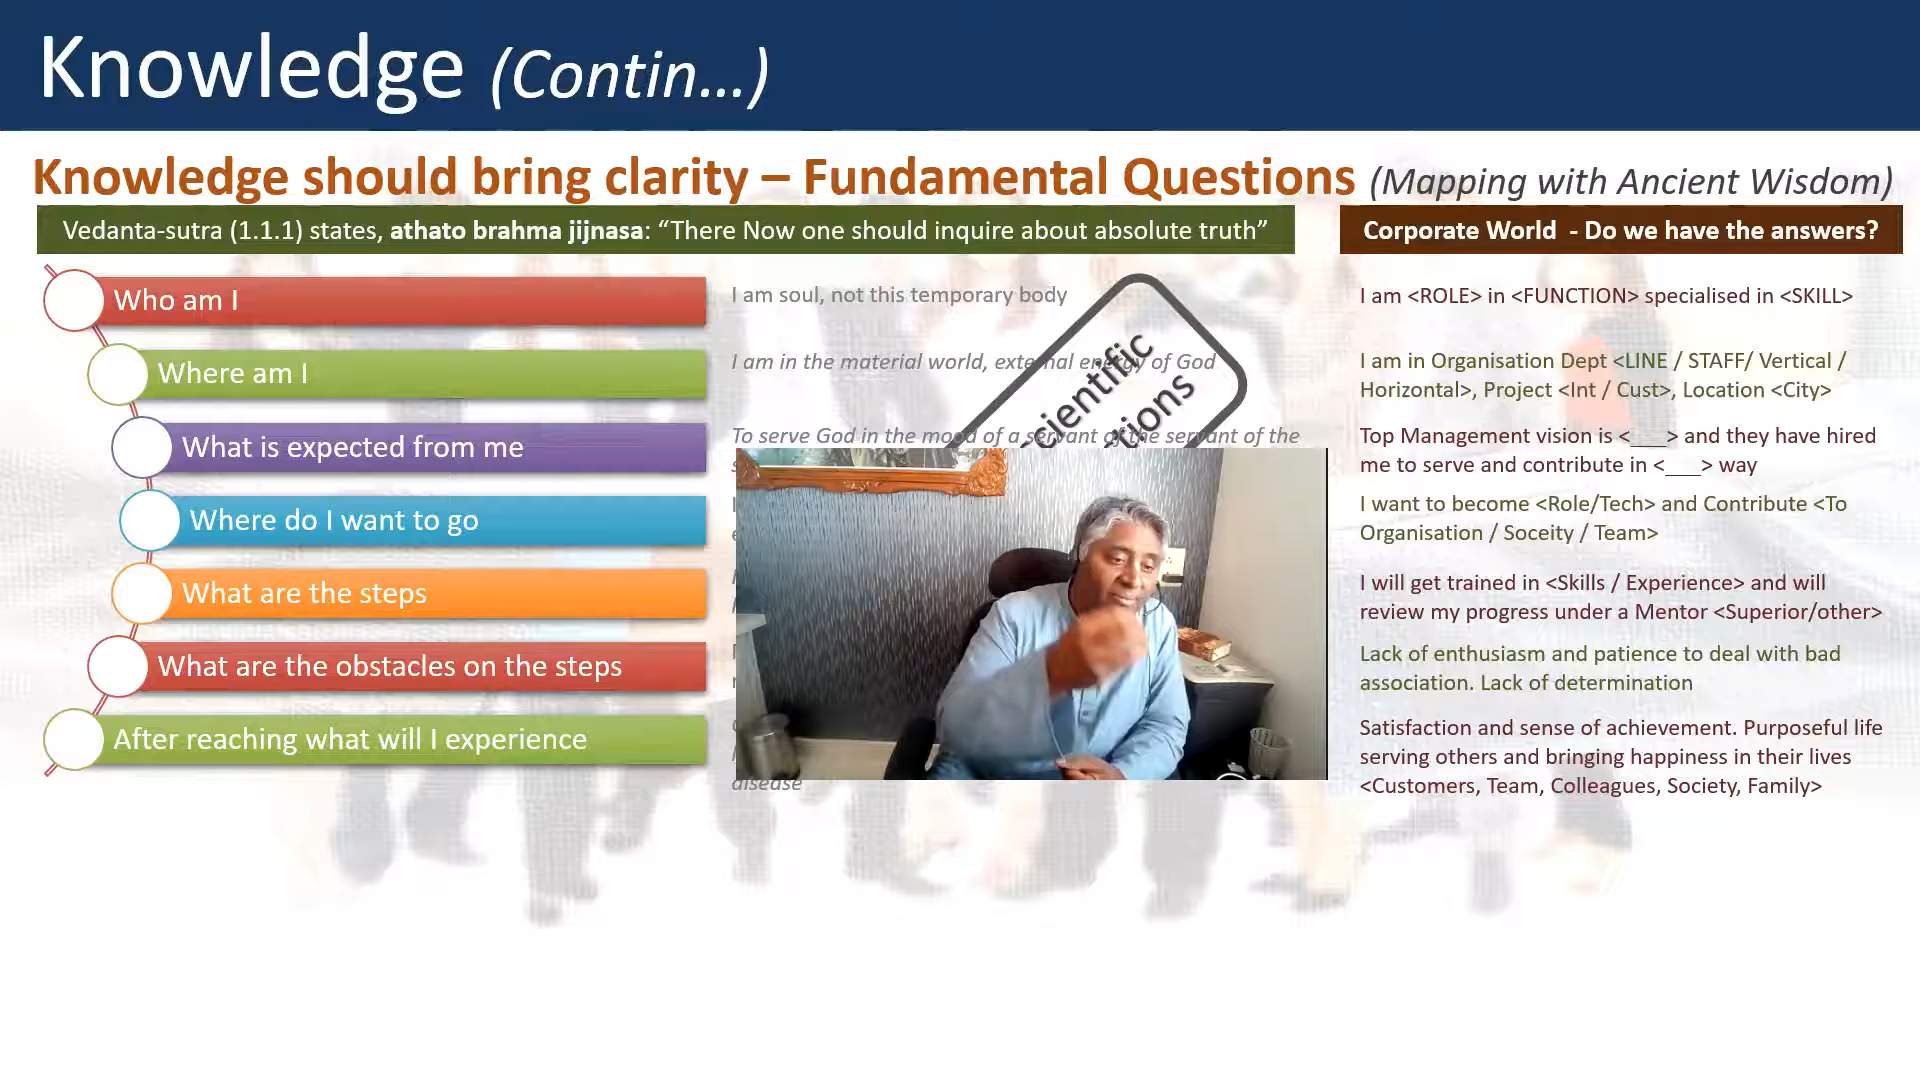 Knowledge (Contin...)
Knowledge should bring clarity – Fundamental Questions (Mapping with Ancient Wisdom)
Vedanta-sutra (1.1.1) states, athato brahma jijnasa: “There Now one should inquire about absolute truth”
Corporate World - Do we have the answers?
Who am I
I am soul, not this temporary body
I am <ROLE> in <FUNCTION> specialised in <SKILL>
Where am I
I am in the material world, external energy of God
I am in Organisation Dept <LINE / STAFF/ Vertical /
Horizontal>, Project <Int / Cust>, Location <City>
What is expected from me
To serve God in the mood of a servant of the servant of the
Top Management vision is <___> and they have hired
me to serve and contribute in <___> way
Where do I want to go
I want to become <Role/Tech> and Contribute <To
Organisation / Soceity / Team>
What are the steps
I will get trained in <Skills / Experience> and will
review my progress under a Mentor <Superior/other>
What are the obstacles on the steps
Lack of enthusiasm and patience to deal with bad
association. Lack of determination
After reaching what will I experience
disease
Satisfaction and sense of achievement. Purposeful life
serving others and bringing happiness in their lives
<Customers, Team, Colleagues, Society, Family>